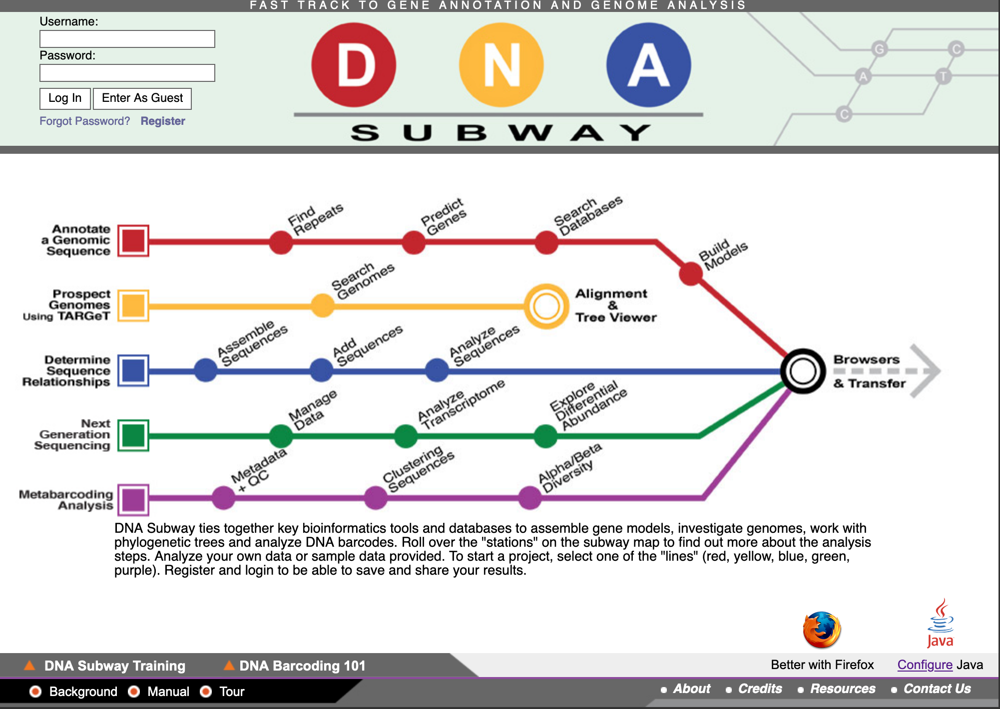 FAST TRACK TO GENE ANNOTATION AND GENOME ANALYSIS
Username:
Password:
Log In
Enter As Guest
Forgot Password?
Register
D N A
SUBWAY
G
C
A
T
C
Annotate
a Genomic
Sequence
Find
Repeats
Predict
Genes
Search
Databases
Build
Models
Prospect
Genomes
Using TARGeT
Search
Genomes
Alignment
&
Tree Viewer
Determine
Sequence
Relationships
Assemble
Sequences
Add
Sequences
Analyze
Sequences
Browsers
& Transfer
Next
Generation
Sequencing
Manage
Data
Analyze
Transcriptome
Explore
Differential
Abundance
Metabarcoding
Analysis
Metadata
+ QC
Clustering
Sequences
Alpha/Beta
Diversity
DNA Subway ties together key bioinformatics tools and databases to assemble gene models, investigate genomes, work with
phylogenetic trees and analyze DNA barcodes. Roll over the "stations" on the subway map to find out more about the analysis
steps. Analyze your own data or sample data provided. To start a project, select one of the "lines" (red, yellow, blue, green,
purple). Register and login to be able to save and share your results.
Java
DNA Subway Training
DNA Barcoding 101
Better with Firefox
Configure Java
Background
Manual
Tour
About
Credits
Resources
Contact Us